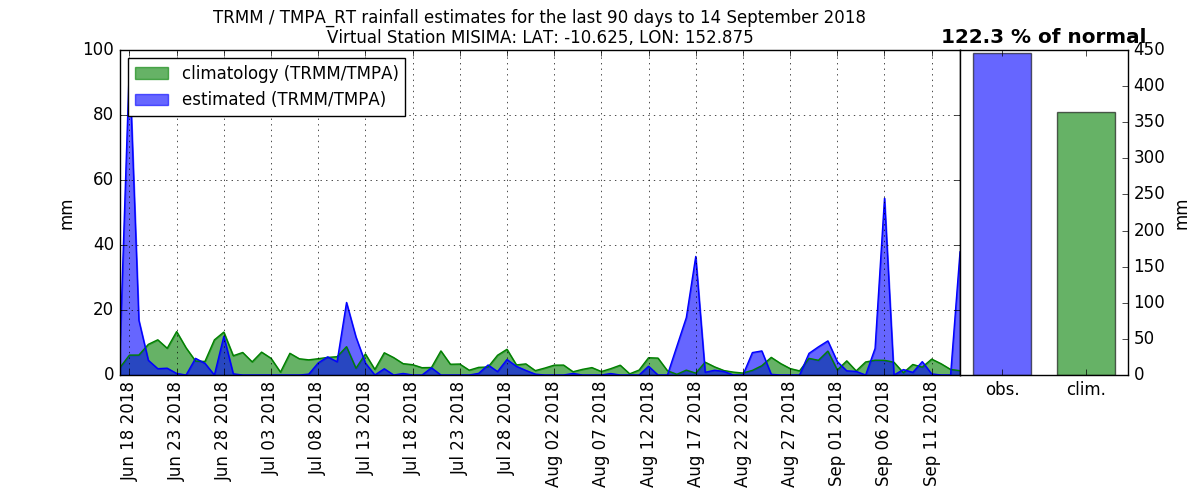 TRMM / TMPA_RT rainfall estimates for the last 90 days to 14 September 2018
Virtual Station MISIMA: LAT: -10.625, LON: 152.875
122.3 % of normal
climatology (TRMM/TMPA)
estimated (TRMM/TMPA)
100
80
60
40
20
0
mm
450
400
350
300
250
200
150
100
50
0
mm
Jun 18 2018
Jun 23 2018
Jun 28 2018
Jul 03 2018
Jul 08 2018
Jul 13 2018
Jul 18 2018
Jul 23 2018
Jul 28 2018
Aug 02 2018
Aug 07 2018
Aug 12 2018
Aug 17 2018
Aug 22 2018
Aug 27 2018
Sep 01 2018
Sep 06 2018
Sep 11 2018
obs.
clim.